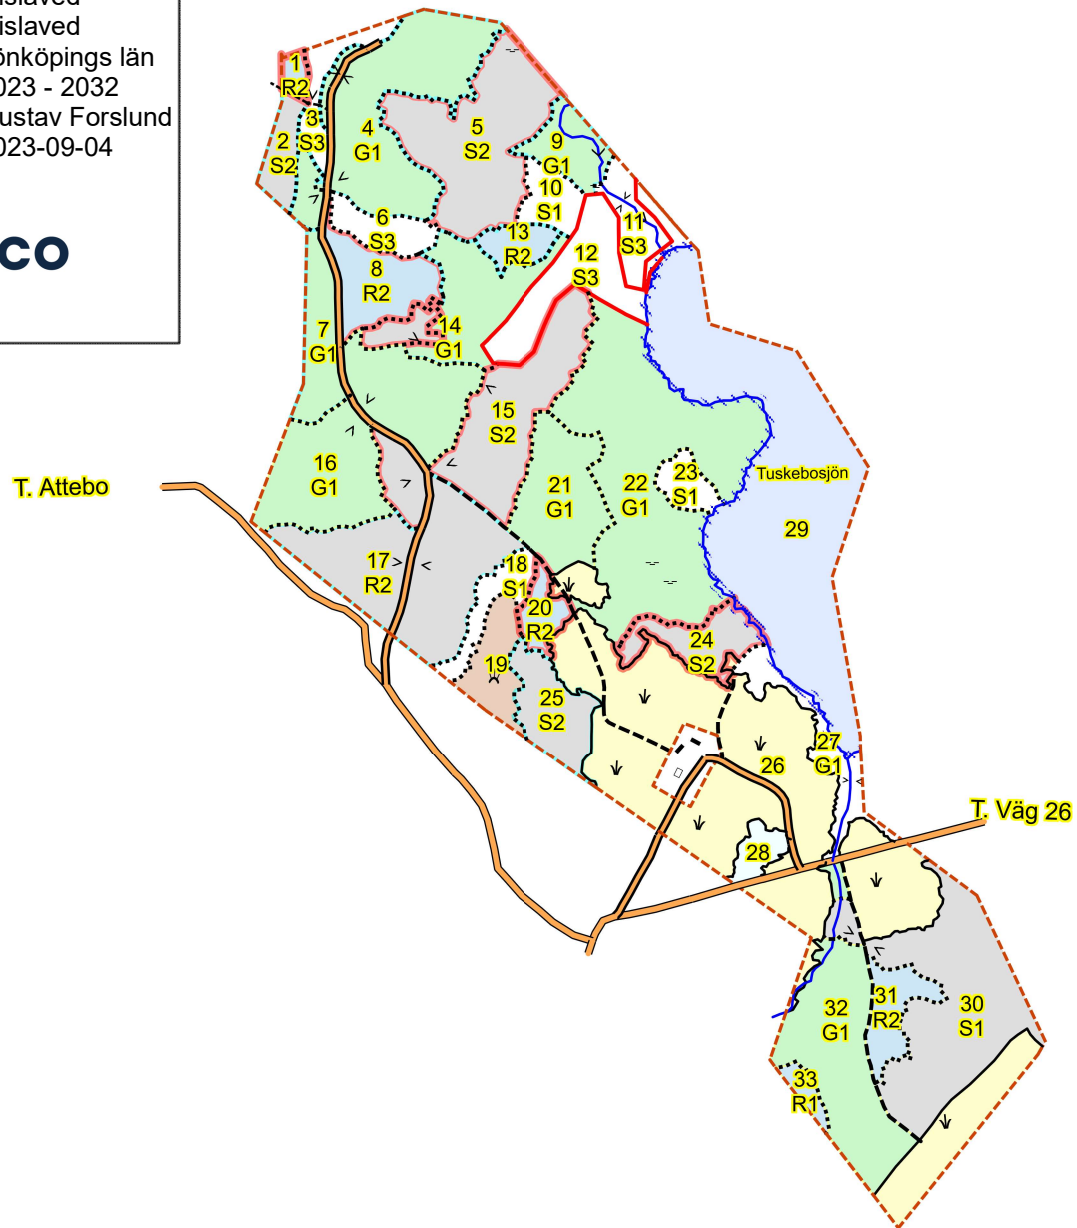 islaved
islaved
önköpings län
023 - 2032
ustav Forslund
023-09-04
co
1
R2
2
S2
3
S3
4
G1
5
S2
9
G1
10
S1
6
S3
13
R2
11
S3
12
S3
8
R2
7
G1
14
G1
15
S2
16
G1
T. Attebo
21
G1
22
G1
23
S1
Tuskebosjön
29
17
R2
18
S1
20
R2
19
24
S2
25
S2
26
27
G1
T. Väg 26
28
32
G1
31
R2
30
S1
33
R1